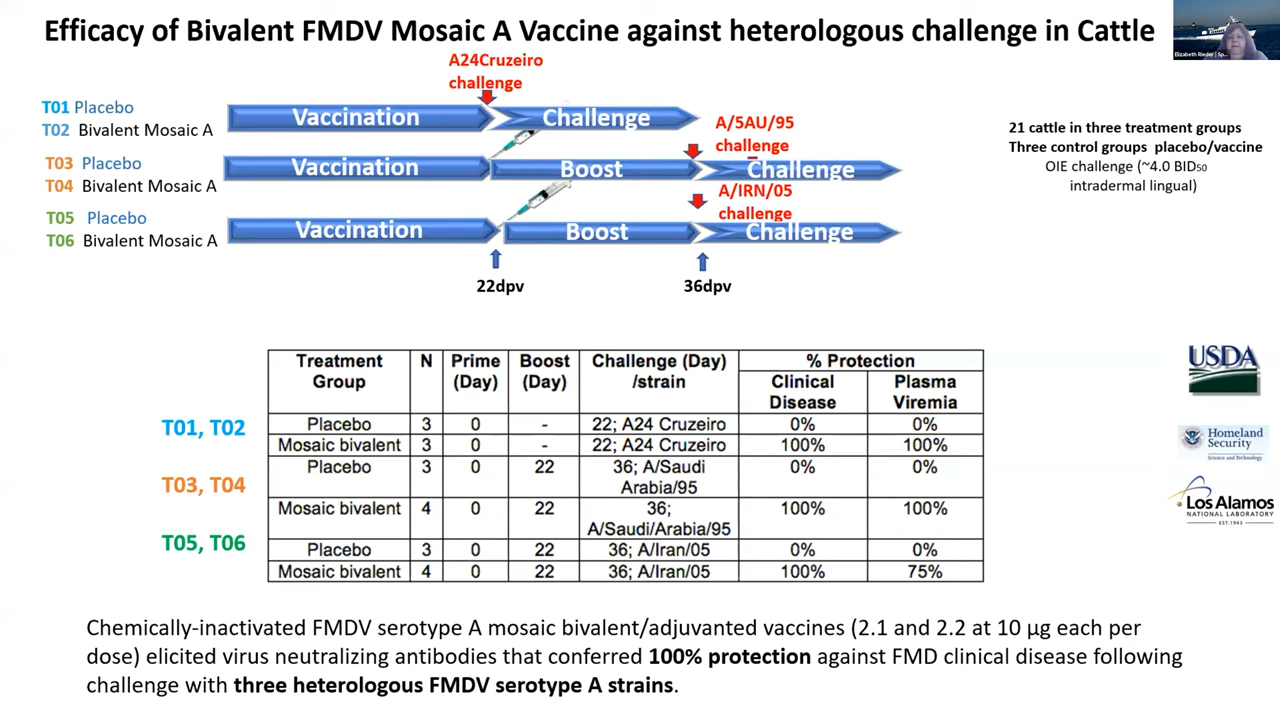 Efficacy of Bivalent FMDV Mosaic A Vaccine against heterologous challenge in Cattle
Elizabeth Rieder | Sp...
A24Cruzeiro
challenge
T01 Placebo
T02 Bivalent Mosaic A
Vaccination
Challenge
A/5AU/95
challenge
T03 Placebo
T04 Bivalent Mosaic A
Vaccination
Boost
Challenge
A/IRN/05
challenge
T05 Placebo
T06 Bivalent Mosaic A
Vaccination
Boost
Challenge
22dpv
36dpv
21 cattle in three treatment groups
Three control groups placebo/vaccine
OIE challenge (~4.0 BID50
intradermal lingual)
Treatment Group N Prime (Day) Boost (Day) Challenge (Day) /strain % Protection
Clinical Disease Plasma Viremia
T01, T02
Placebo 3 0 - 22; A24 Cruzeiro 0% 0%
Mosaic bivalent 3 0 - 22; A24 Cruzeiro 100% 100%
T03, T04
Placebo 3 0 22 36; A/Saudi Arabia/95 0% 0%
Mosaic bivalent 4 0 22 36; A/Saudi/Arabia/95 100% 100%
T05, T06
Placebo 3 0 22 36; A/Iran/05 0% 0%
Mosaic bivalent 4 0 22 36; A/Iran/05 100% 75%
USDA
Homeland
Security
Science and Technology
Los Alamos
NATIONAL LABORATORY
EST. 1943
Chemically-inactivated FMDV serotype A mosaic bivalent/adjuvanted vaccines (2.1 and 2.2 at 10 µg each per
dose) elicited virus neutralizing antibodies that conferred 100% protection against FMD clinical disease following
challenge with three heterologous FMDV serotype A strains.